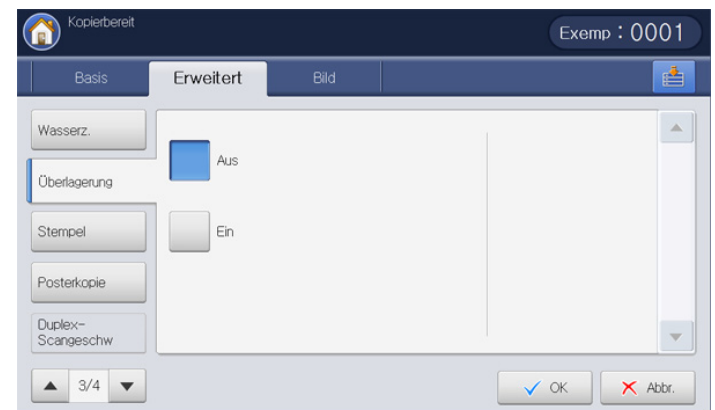 Kopierbereit
Exemp : 0001
Basis
Erweitert
Bild
Wasserz.
Überlagerung
Stempel
Posterkopie
Duplex-
Scangeschw
Aus
Ein
3/4
OK
Abbr.